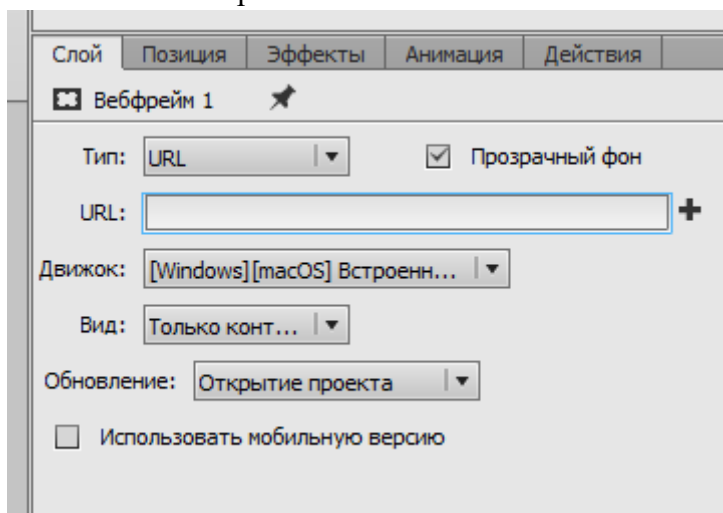 Слой Позиция Эффекты Анимация Действия
Вебфрейм 1
Тип: URL Прозрачный фон
URL:
Движок: [Windows][macOS] Встроенн...
Вид: Только конт...
Обновление: Открытие проекта
Использовать мобильную версию